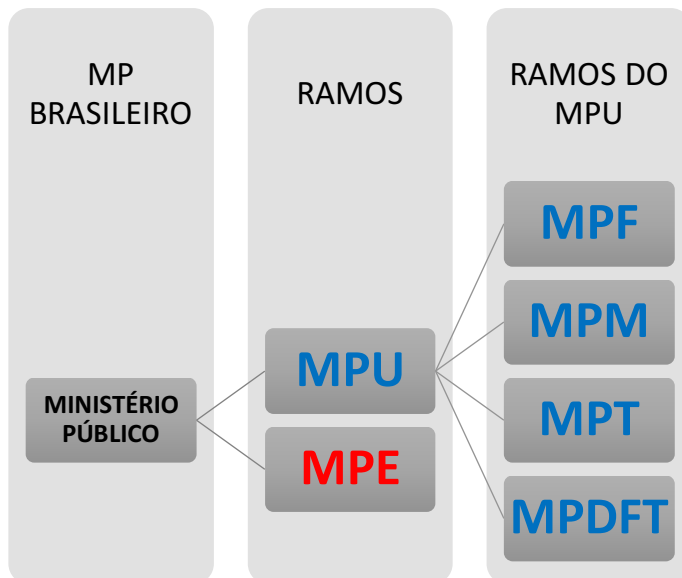 MP
BRASILEIRO
RAMOS
RAMOS DO
MPU
MINISTÉRIO
PÚBLICO
MPU
MPE
MPF
MPM
MPT
MPDFT